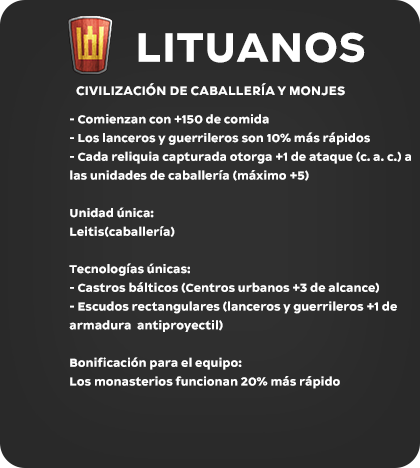 LITUANOS
CIVILIZACIÓN DE CABALLERÍA Y MONJES
- Comienzan con +150 de comida
- Los lanceros y guerrileros son 10% más rápidos
- Cada reliquia capturada otorga +1 de ataque (c. a. c.) a
las unidades de caballería (máximo +5)
Unidad única:
Leitis(caballería)
Tecnologías únicas:
- Castros bálticos (Centros urbanos +3 de alcance)
- Escudos rectangulares (lanceros y guerrileros +1 de
armadura antiproyectil)
Bonificación para el equipo:
Los monasterios funcionan 20% más rápido